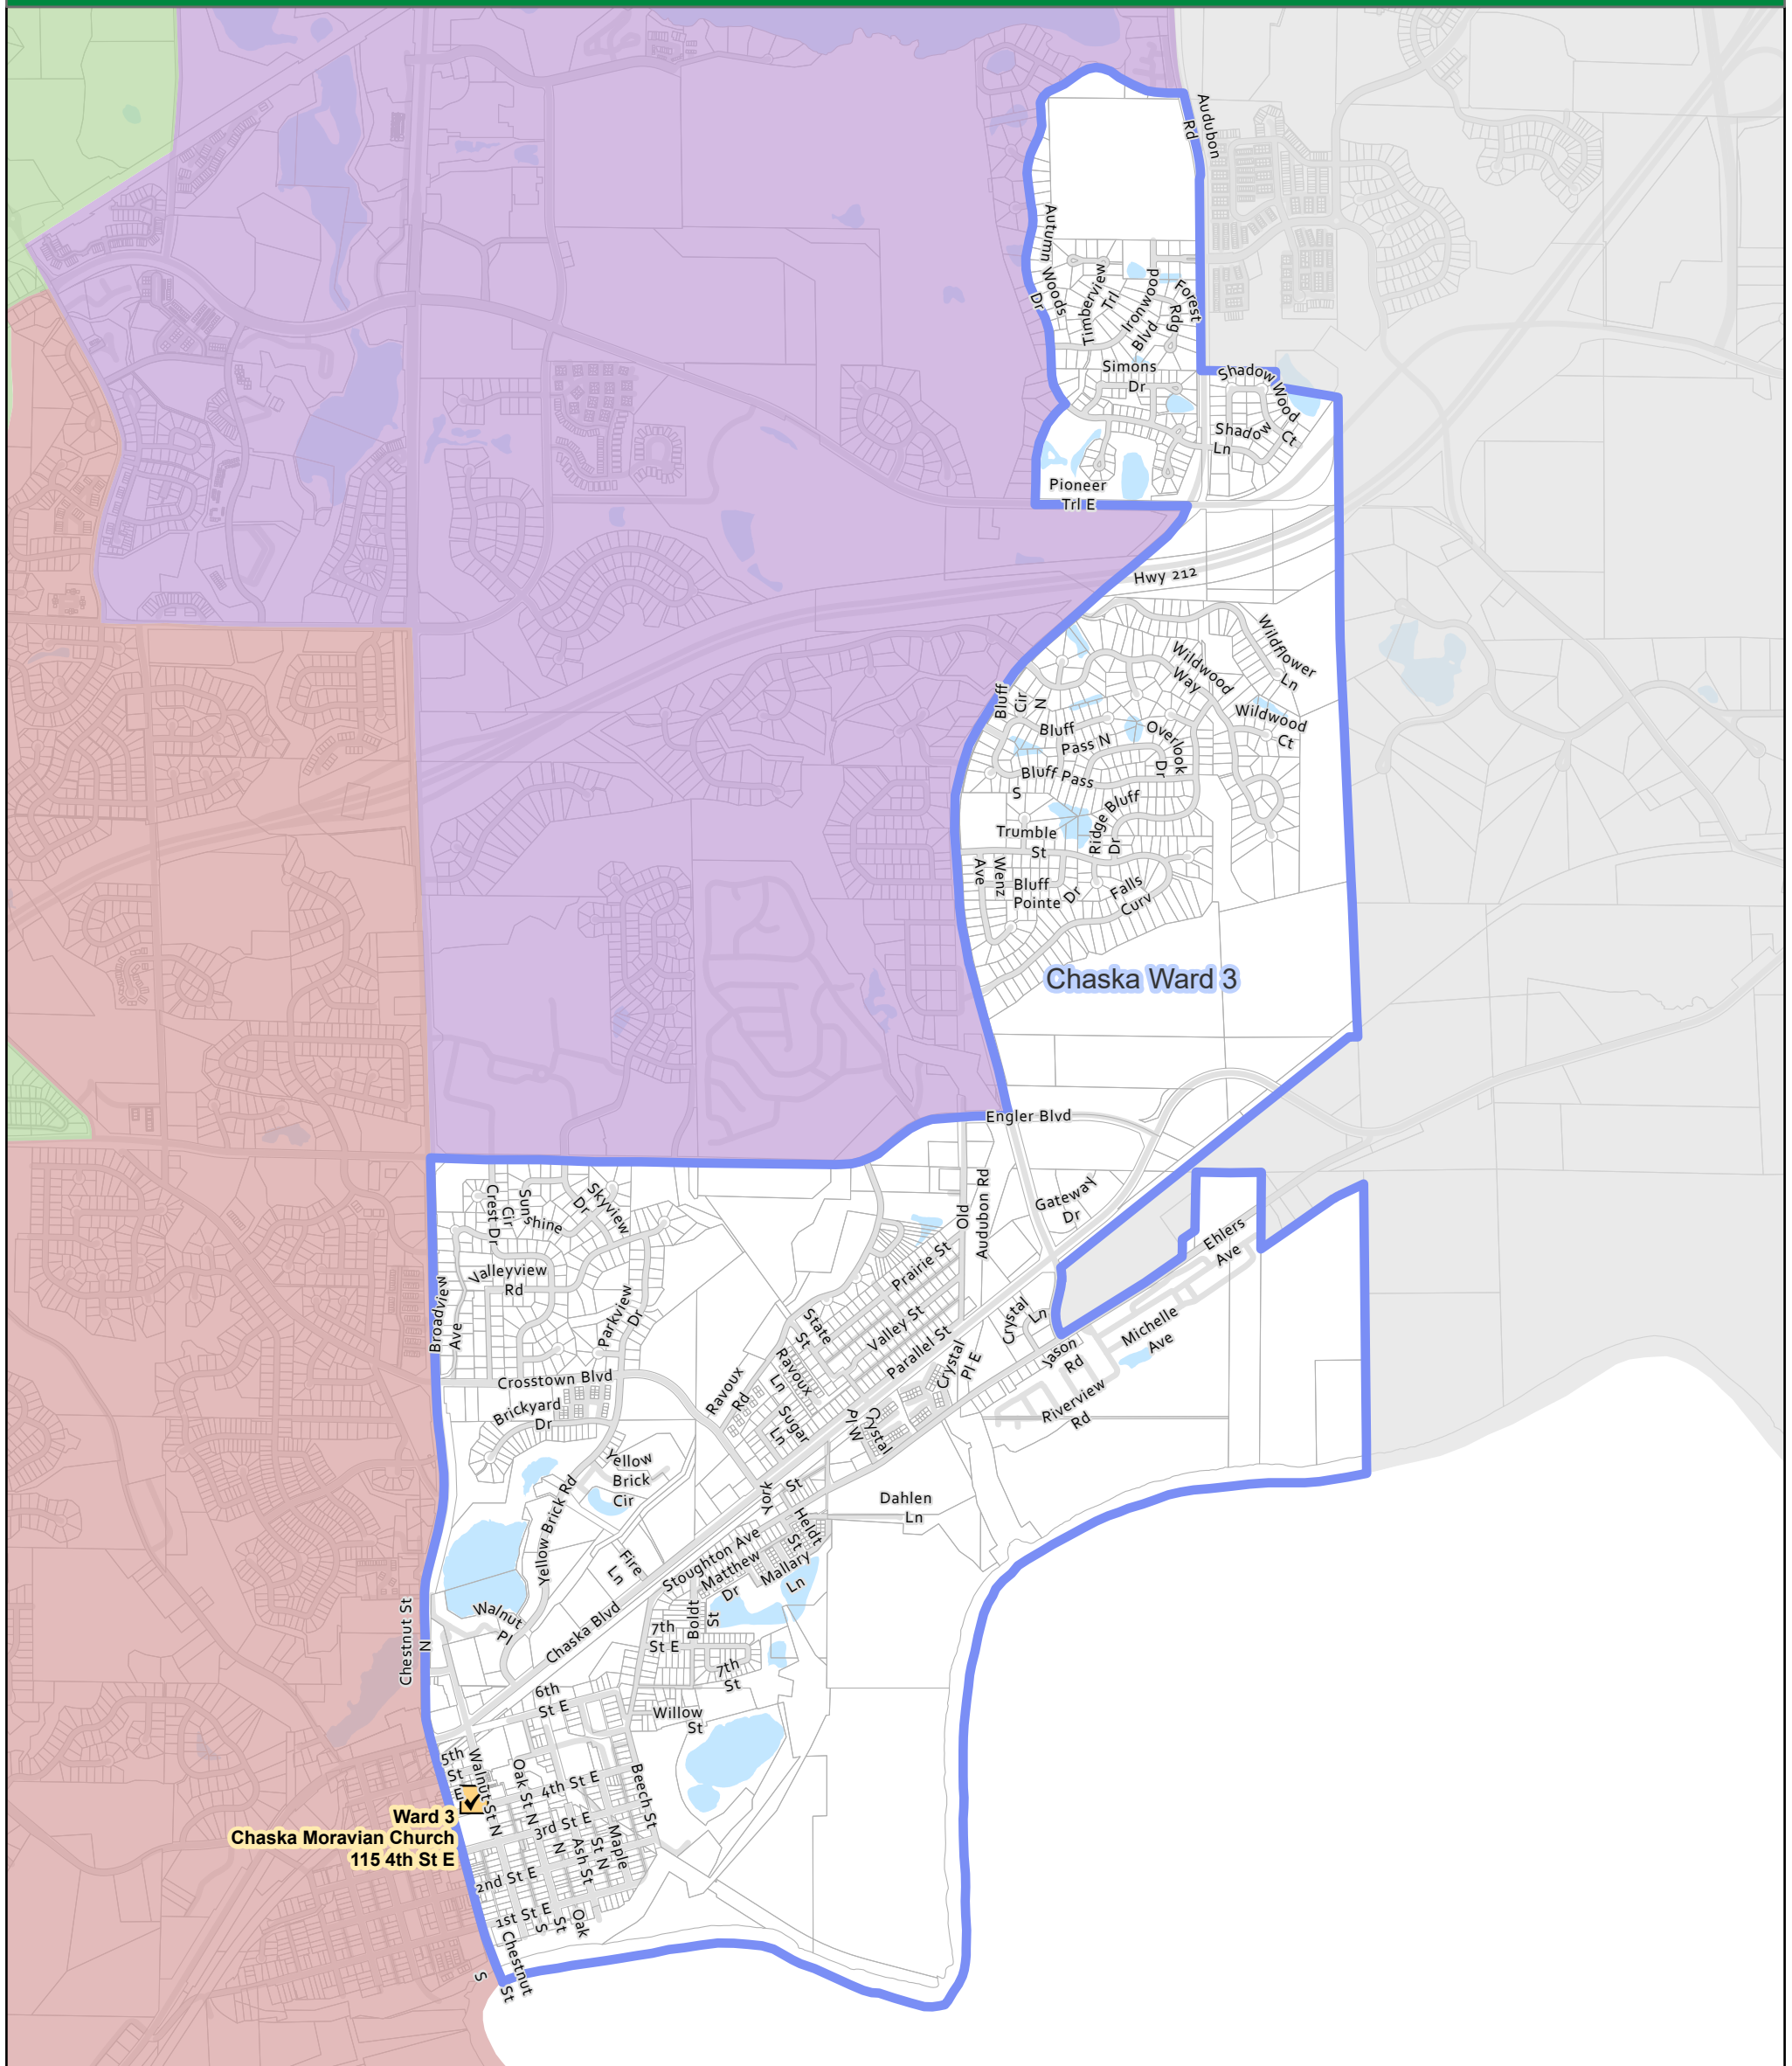 Audubon
Rd
Autumn Woods
Dr
Timberview
Trl
Ironwood
Blvd
Forest
Rdg
Simons
Dr
Shadow Wood
Ct
Shadow
Ln
Pioneer
Trl E
Hwy 212
Wildflower
Ln
Wildwood
Way
Wildwood
Ct
Bluff
Cir
N
Bluff
Pass N
Overlook
Dr
Bluff Pass
S
Ridge Bluff
Dr
Trumble
St
Wenz
Ave
Bluff
Pointe
Dr
Falls
Curv
Chaska Ward 3
Engler Blvd
Gateway
Dr
Old
Audubon Rd
Crest Dr
Sunshine
Cir
Skyview
Dr
Valleyview
Rd
Broadview
Ave
Parkview
Dr
Prairie St
State
St
Valley St
Parallel St
Crystal
Ln
Ehlers
Ave
Michelle
Ave
Jason
Rd
Riverview
Rd
Crystal
Pl E
Crystal
Pl W
Crosstown Blvd
Brickyard
Dr
Ravoux
Rd
Ravoux
Ln
Sugar
Ln
Yellow
Brick
Cir
Yellow Brick Rd
York
St
Dahlen
Ln
Heldt
St
Stoughton Ave
Matthew
Dr
Mallary
Ln
Fire
Ln
Boldt
St
Walnut
Pl
Chaska Blvd
Chestnut St
N
7th
St E
7th
St
6th
St E
Willow
St
5th
St
E
Walnut St N
Oak St N
4th St E
Beech St
3rd St E
Maple
St N
Ash St
N
2nd St E
1st St E
Oak
St
S
Chestnut
St
S
Ward 3
Chaska Moravian Church
115 4th St E